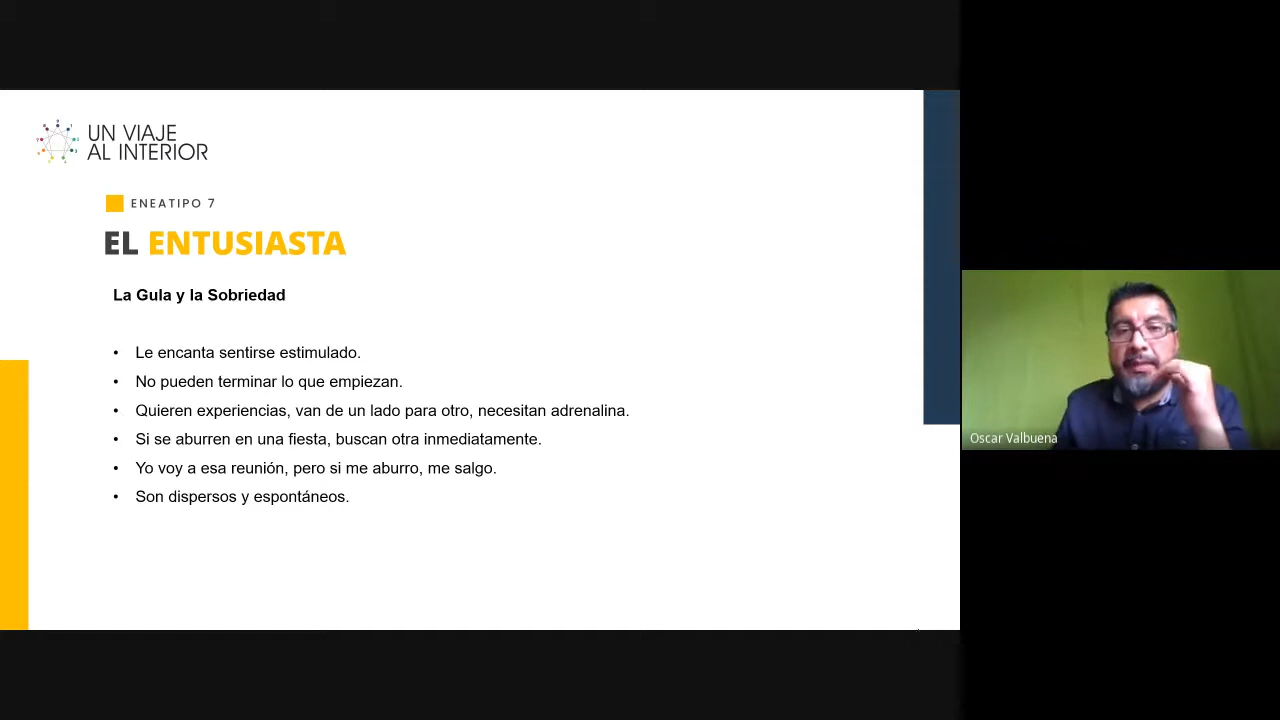 UN VIAJE
AL INTERIOR
ENEATIPO 7
EL ENTUSIASTA
La Gula y la Sobriedad
• Le encanta sentirse estimulado.
• No pueden terminar lo que empiezan.
• Quieren experiencias, van de un lado para otro, necesitan adrenalina.
• Si se aburren en una fiesta, buscan otra inmediatamente.
• Yo voy a esa reunión, pero si me aburro, me salgo.
• Son dispersos y espontáneos.
Oscar Valbuena